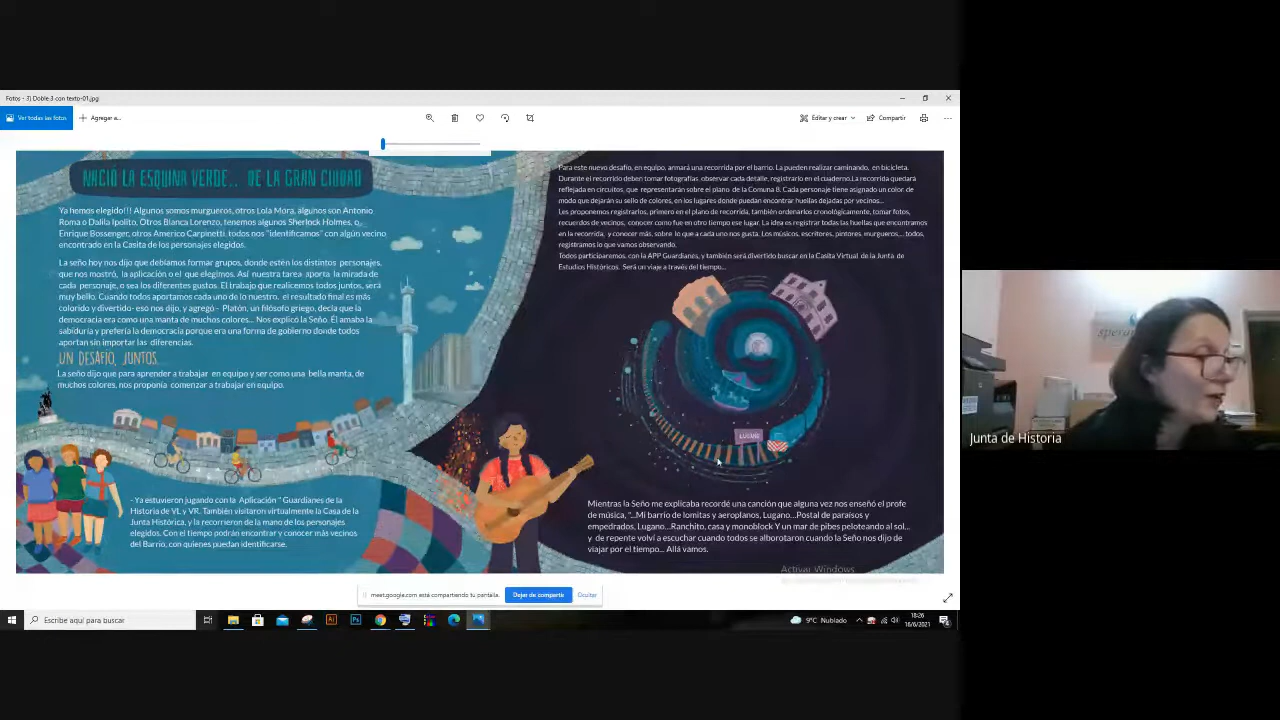 Fotos - 3) Doble 3 con texto-01.jpg
Ver todas las fotos
Agregar a...
Editar y crear
Compartir
NACIÓ LA ESQUINA VERDE.. DE LA GRAN CIUDAD
Ya hemos elegido!!! Algunos somos murgueros, otros Lola Mora, algunos son Antonio
Roma o Dalila Ipolito, Otros Blanca Lorenzo, tenemos algunos Sherlock Holmes, o
Enrique Bossenger, otros Americo Carpinetti, todos nos "identificamos" con algún vecino
encontrado en la Casita de los personajes elegidos.
La seño hoy nos dijo que debíamos formar grupos, donde estén los distintos personajes,
que nos mostró, la aplicación o el que elegimos. Así nuestra tarea aporta la mirada de
cada personaje, o sea los diferentes gustos. El trabajo que realicemos todos juntos, será
muy bello. Cuando todos aportamos cada uno de lo nuestro, el resultado final es más
colorido y divertido- eso nos dijo, y agregó - Platón, un filósofo griego, decía que la
democracia era como una manta de muchos colores... Nos explicó la Seño. Él amaba la
sabiduría y prefería la democracia porque era una forma de gobierno donde todos
aportan sin importar las diferencias.
UN DESAFÍO, JUNTOS.
La seño dijo que para aprender a trabajar en equipo y ser como una bella manta, de
muchos colores, nos proponía comenzar a trabajar en equipo.
-Ya estuvieron jugando con la Aplicación " Guardianes de la
Historia de VL y VR. También visitaron virtualmente la Casa de la
Junta Histórica, y la recorrieron de la mano de los personajes
elegidos. Con el tiempo podrán encontrar y conocer más vecinos
del Barrio, con quienes puedan identificarse.
Para este nuevo desafío, en equipo, armará una recorrida por el barrio. La pueden realizar caminando, en bicicleta.
Durante el recorrido deben tomar fotografías, observar cada detalle, registrarlo en el cuaderno.La recorrida quedará
reflejada en circuitos, que representarán sobre el plano de la Comuna 8. Cada personaje tiene asignado un color, de
modo que dejarán su sello de colores, en los lugares donde puedan encontrar huellas dejadas por vecinos...
Les proponemos registrarlos, primero en el plano de recorrida, también ordenarlos cronológicamente, tomar fotos,
recuerdos de vecinos, conocer como fue en otro tiempo ese lugar. La idea es registrar todas las huellas que encontramos
en la recorrida, y conocer más, sobre lo que a cada uno nos gusta. Los músicos, escritores, pintores, murgueros,... todos,
registramos lo que vamos observando.
Todos participaremos, con la APP Guardianes, y también será divertido buscar en la Casita Virtual de la Junta de
Estudios Históricos. Será un viaje a través del tiempo...
LUGANO
Mientras la Seño me explicaba recordé una canción que alguna vez nos enseñó el profe
de música, "...Mi barrio de lomitas y aeroplanos, Lugano...Postal de paraísos y
empedrados, Lugano...Ranchito, casa y monoblock Y un mar de pibes peloteando al sol...
y de repente volví a escuchar cuando todos se alborotaron cuando la Seño nos dijo de
viajar por el tiempo... Allá vamos.
Activar Windows
meet.google.com está compartiendo tu pantalla.
Dejar de compartir
Ocultar
Escribe aquí para buscar
9°C Nublado
18:26
16/6/2021
Junta de Historia